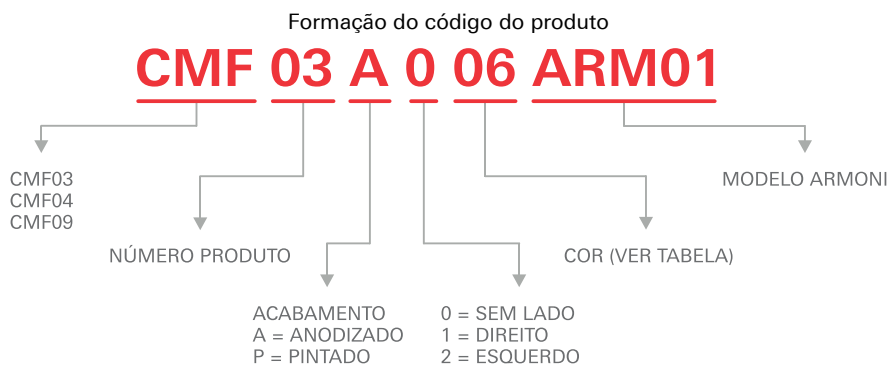 Formação do código do produto
CMF 03 A 0 06 ARM01
CMF03
CMF04
CMF09
MODELO ARMONI
NÚMERO PRODUTO
COR (VER TABELA)
ACABAMENTO
A = ANODIZADO
P = PINTADO
0 = SEM LADO
1 = DIREITO
2 = ESQUERDO